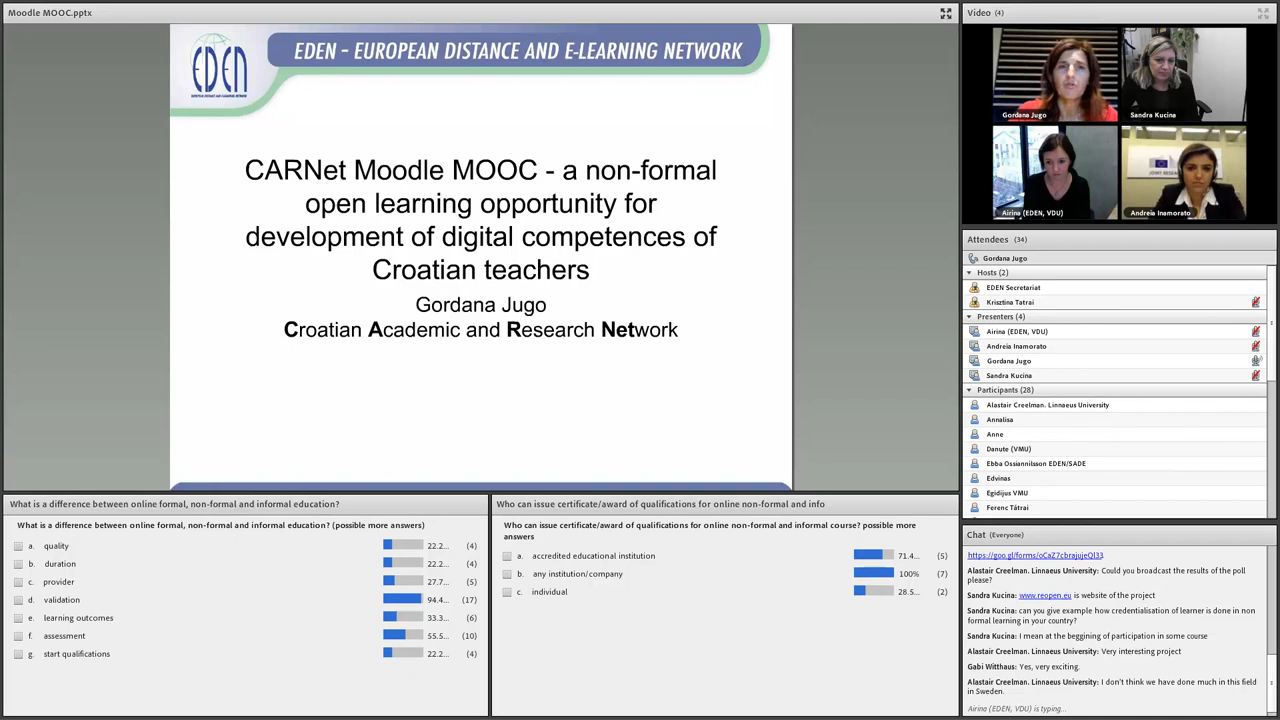 Moodle MOOC.pptx
EDEN
EDEN - EUROPEAN DISTANCE AND E-LEARNING NETWORK
CARNet Moodle MOOC - a non-formal
open learning opportunity for
development of digital competences of
Croatian teachers
Gordana Jugo
Croatian Academic and Research Network
Video (4)
Gordana Jugo
Sandra Kucina
Airina (EDEN, VDU)
Andreia Inamorato
Attendees (34)
Gordana Jugo
Hosts (2)
EDEN Secretariat
Krisztina Tatrai
Presenters (4)
Airina (EDEN, VDU)
Andreia Inamorato
Gordana Jugo
Sandra Kucina
Participants (28)
Alastair Creelman. Linnaeus University
Annalisa
Anne
Danute (VMU)
Ebba Ossiannilsson EDEN/SADE
Edvinas
Egidijus VMU
Ferenc Tátrai
What is a difference between online formal, non-formal and informal education?
What is a difference between online formal, non-formal and informal education? (possible more answers)
a. quality 22.2... (4)
b. duration 22.2... (4)
c. provider 27.7... (5)
d. validation 94.4... (17)
e. learning outcomes 33.3... (6)
f. assessment 55.5... (10)
g. start qualifications 22.2... (4)
Who can issue certificate/award of qualifications for online non-formal and info
Who can issue certificate/award of qualifications for online non-formal and informal course? possible more
answers
a. accredited educational institution 71.4... (5)
b. any institution/company 100% (7)
c. individual 28.5... (2)
Chat (Everyone)
Alastair Creelman. Linnaeus University: Could you broadcast the results of the poll
please?
Sandra Kucina: www.reopen.eu is website of the project
Sandra Kucina: can you give example how credentialisation of learner is done in non
formal learning in your country?
Sandra Kucina: I mean at the beggining of participation in some course
Alastair Creelman. Linnaeus University: Very interesting project
Gabi Witthaus: Yes, very exciting.
Alastair Creelman. Linnaeus University: I don't think we have done much in this field
in Sweden.
Airina (EDEN, VDU) is typing...